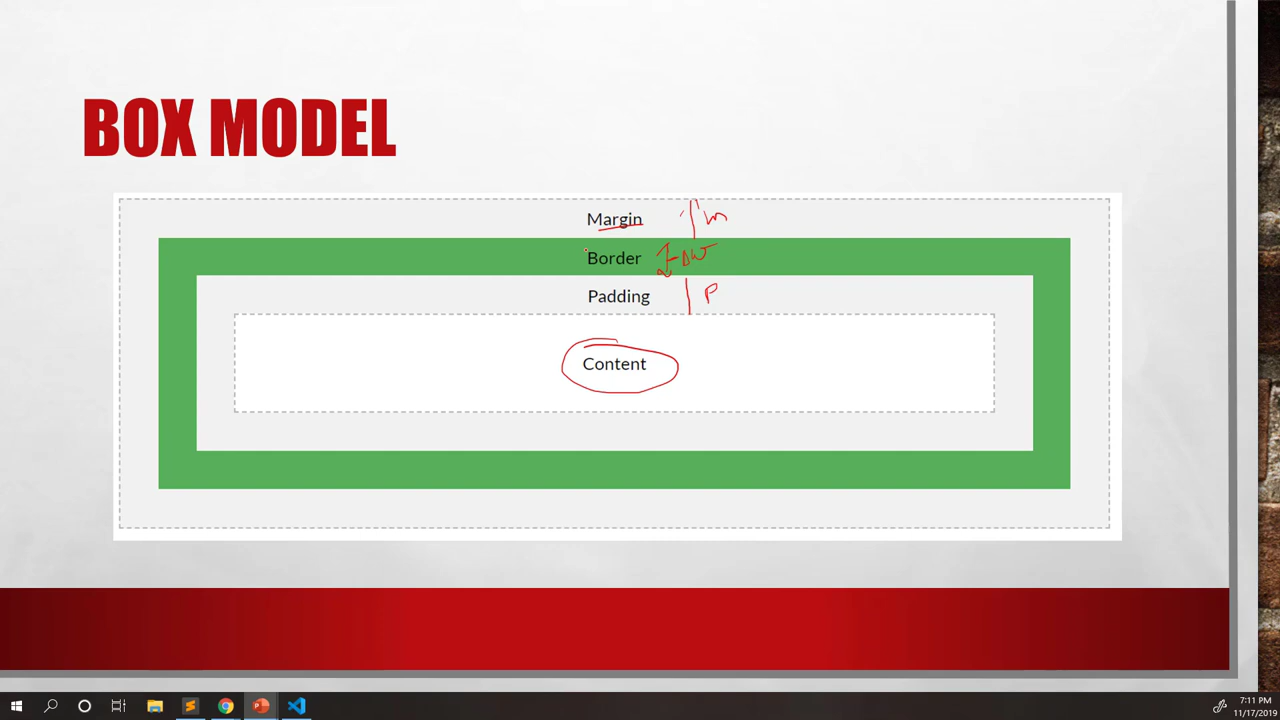 BOX MODEL
Margin m
Border
Padding P
Content
7:11 PM
11/17/2019